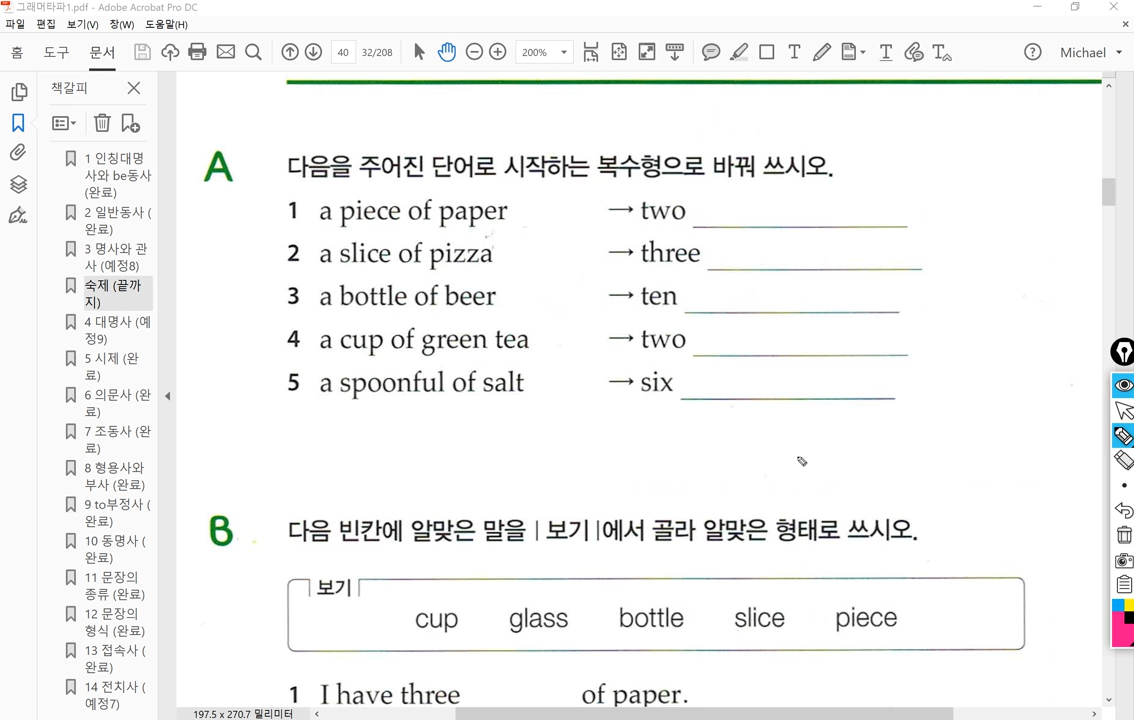 그래머타파1.pdf - Adobe Acrobat Pro DC
파일 편집 보기(V) 창(W) 도움말(H)
홈 도구 문서 40 32/208 200% Michael
책갈피
1 인칭대명
사와 be동사
(완료)
2 일반동사 (
완료)
3 명사와 관
사 (예정8)
숙제 (끝까
지)
4 대명사 (예
정9)
5 시제 (완
료)
6 의문사 (완
료)
7 조동사 (완
료)
8 형용사와
부사 (완료)
9 to부정사 (
완료)
10 동명사 (
완료)
11 문장의
종류 (완료)
12 문장의
형식 (완료)
13 접속사 (
완료)
14 전치사 (
예정7)
A 다음을 주어진 단어로 시작하는 복수형으로 바꿔 쓰시오.
1 a piece of paper → two
2 a slice of pizza → three
3 a bottle of beer → ten
4 a cup of green tea → two
5 a spoonful of salt → six
B 다음 빈칸에 알맞은 말을 | 보기 |에서 골라 알맞은 형태로 쓰시오.
보기
cup glass bottle slice piece
1 I have three of paper.
197.5 x 270.7 밀리미터